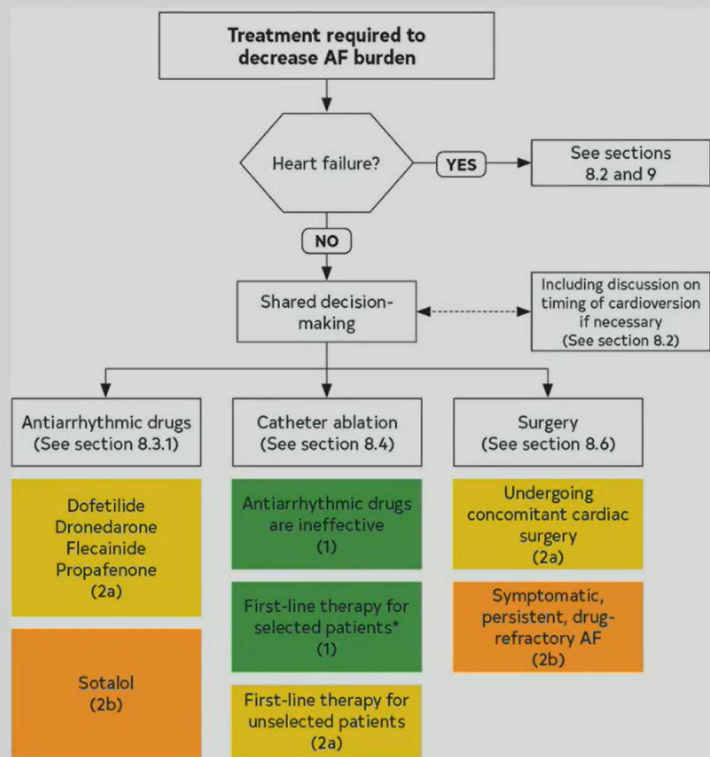 Treatment required to
decrease AF burden
Heart failure?
YES
See sections
8.2 and 9
NO
Shared decision-
making
Including discussion on
timing of cardioversion
if necessary
(See section 8.2)
Antiarrhythmic drugs
(See section 8.3.1)
Catheter ablation
(See section 8.4)
Surgery
(See section 8.6)
Dofetilide
Dronedarone
Flecainide
Propafenone
(2a)
Sotalol
(2b)
Antiarrhythmic drugs
are ineffective
(1)
First-line therapy for
selected patients*
(1)
First-line therapy for
unselected patients
(2a)
Undergoing
concomitant cardiac
surgery
(2a)
Symptomatic,
persistent, drug-
refractory AF
(2b)